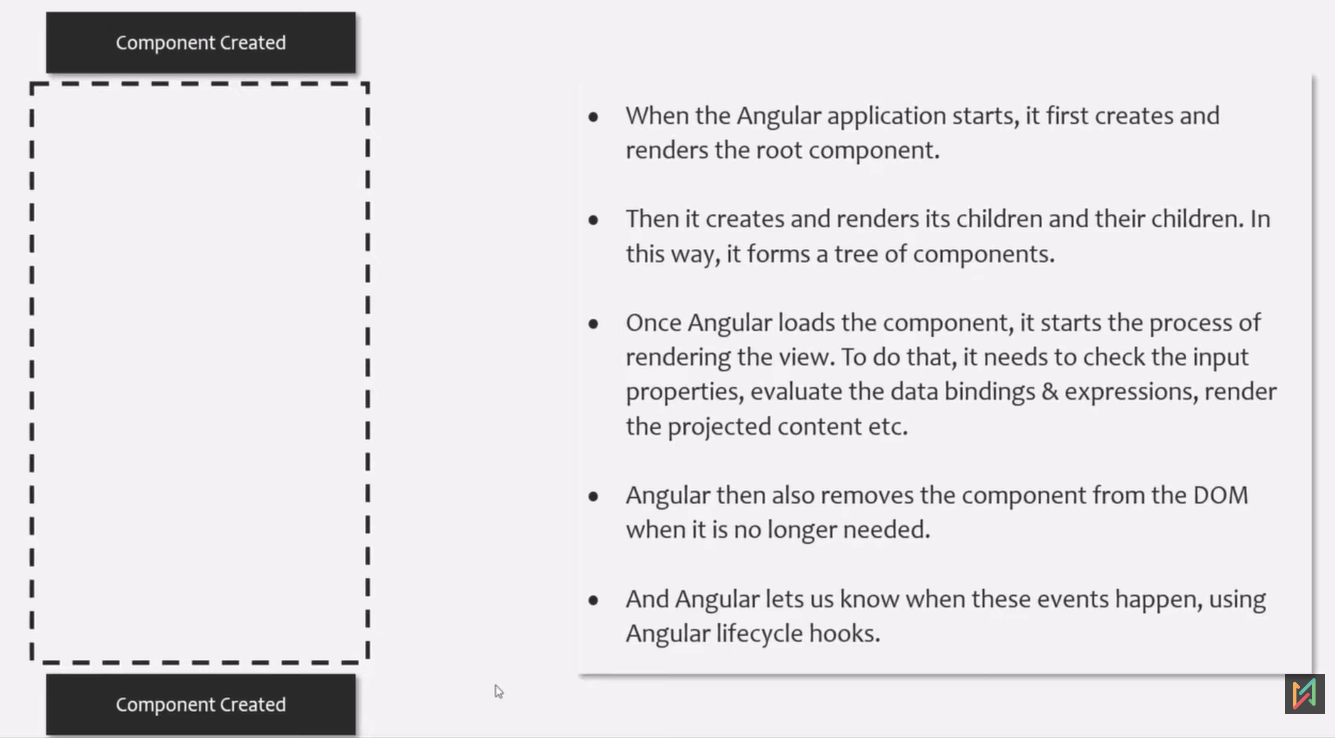 Component Created
• When the Angular application starts, it first creates and
renders the root component.
• Then it creates and renders its children and their children. In
this way, it forms a tree of components.
• Once Angular loads the component, it starts the process of
rendering the view. To do that, it needs to check the input
properties, evaluate the data bindings & expressions, render
the projected content etc.
• Angular then also removes the component from the DOM
when it is no longer needed.
• And Angular lets us know when these events happen, using
Angular lifecycle hooks.
Component Created